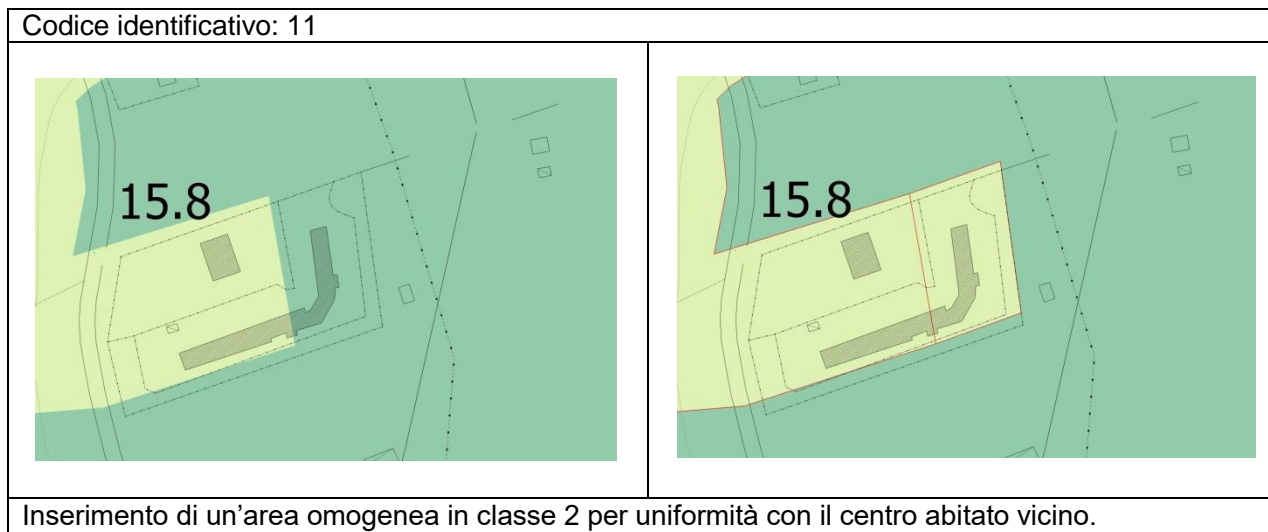 Codice identificativo: 11
15.8
15.8
Inserimento di un’area omogenea in classe 2 per uniformità con il centro abitato vicino.